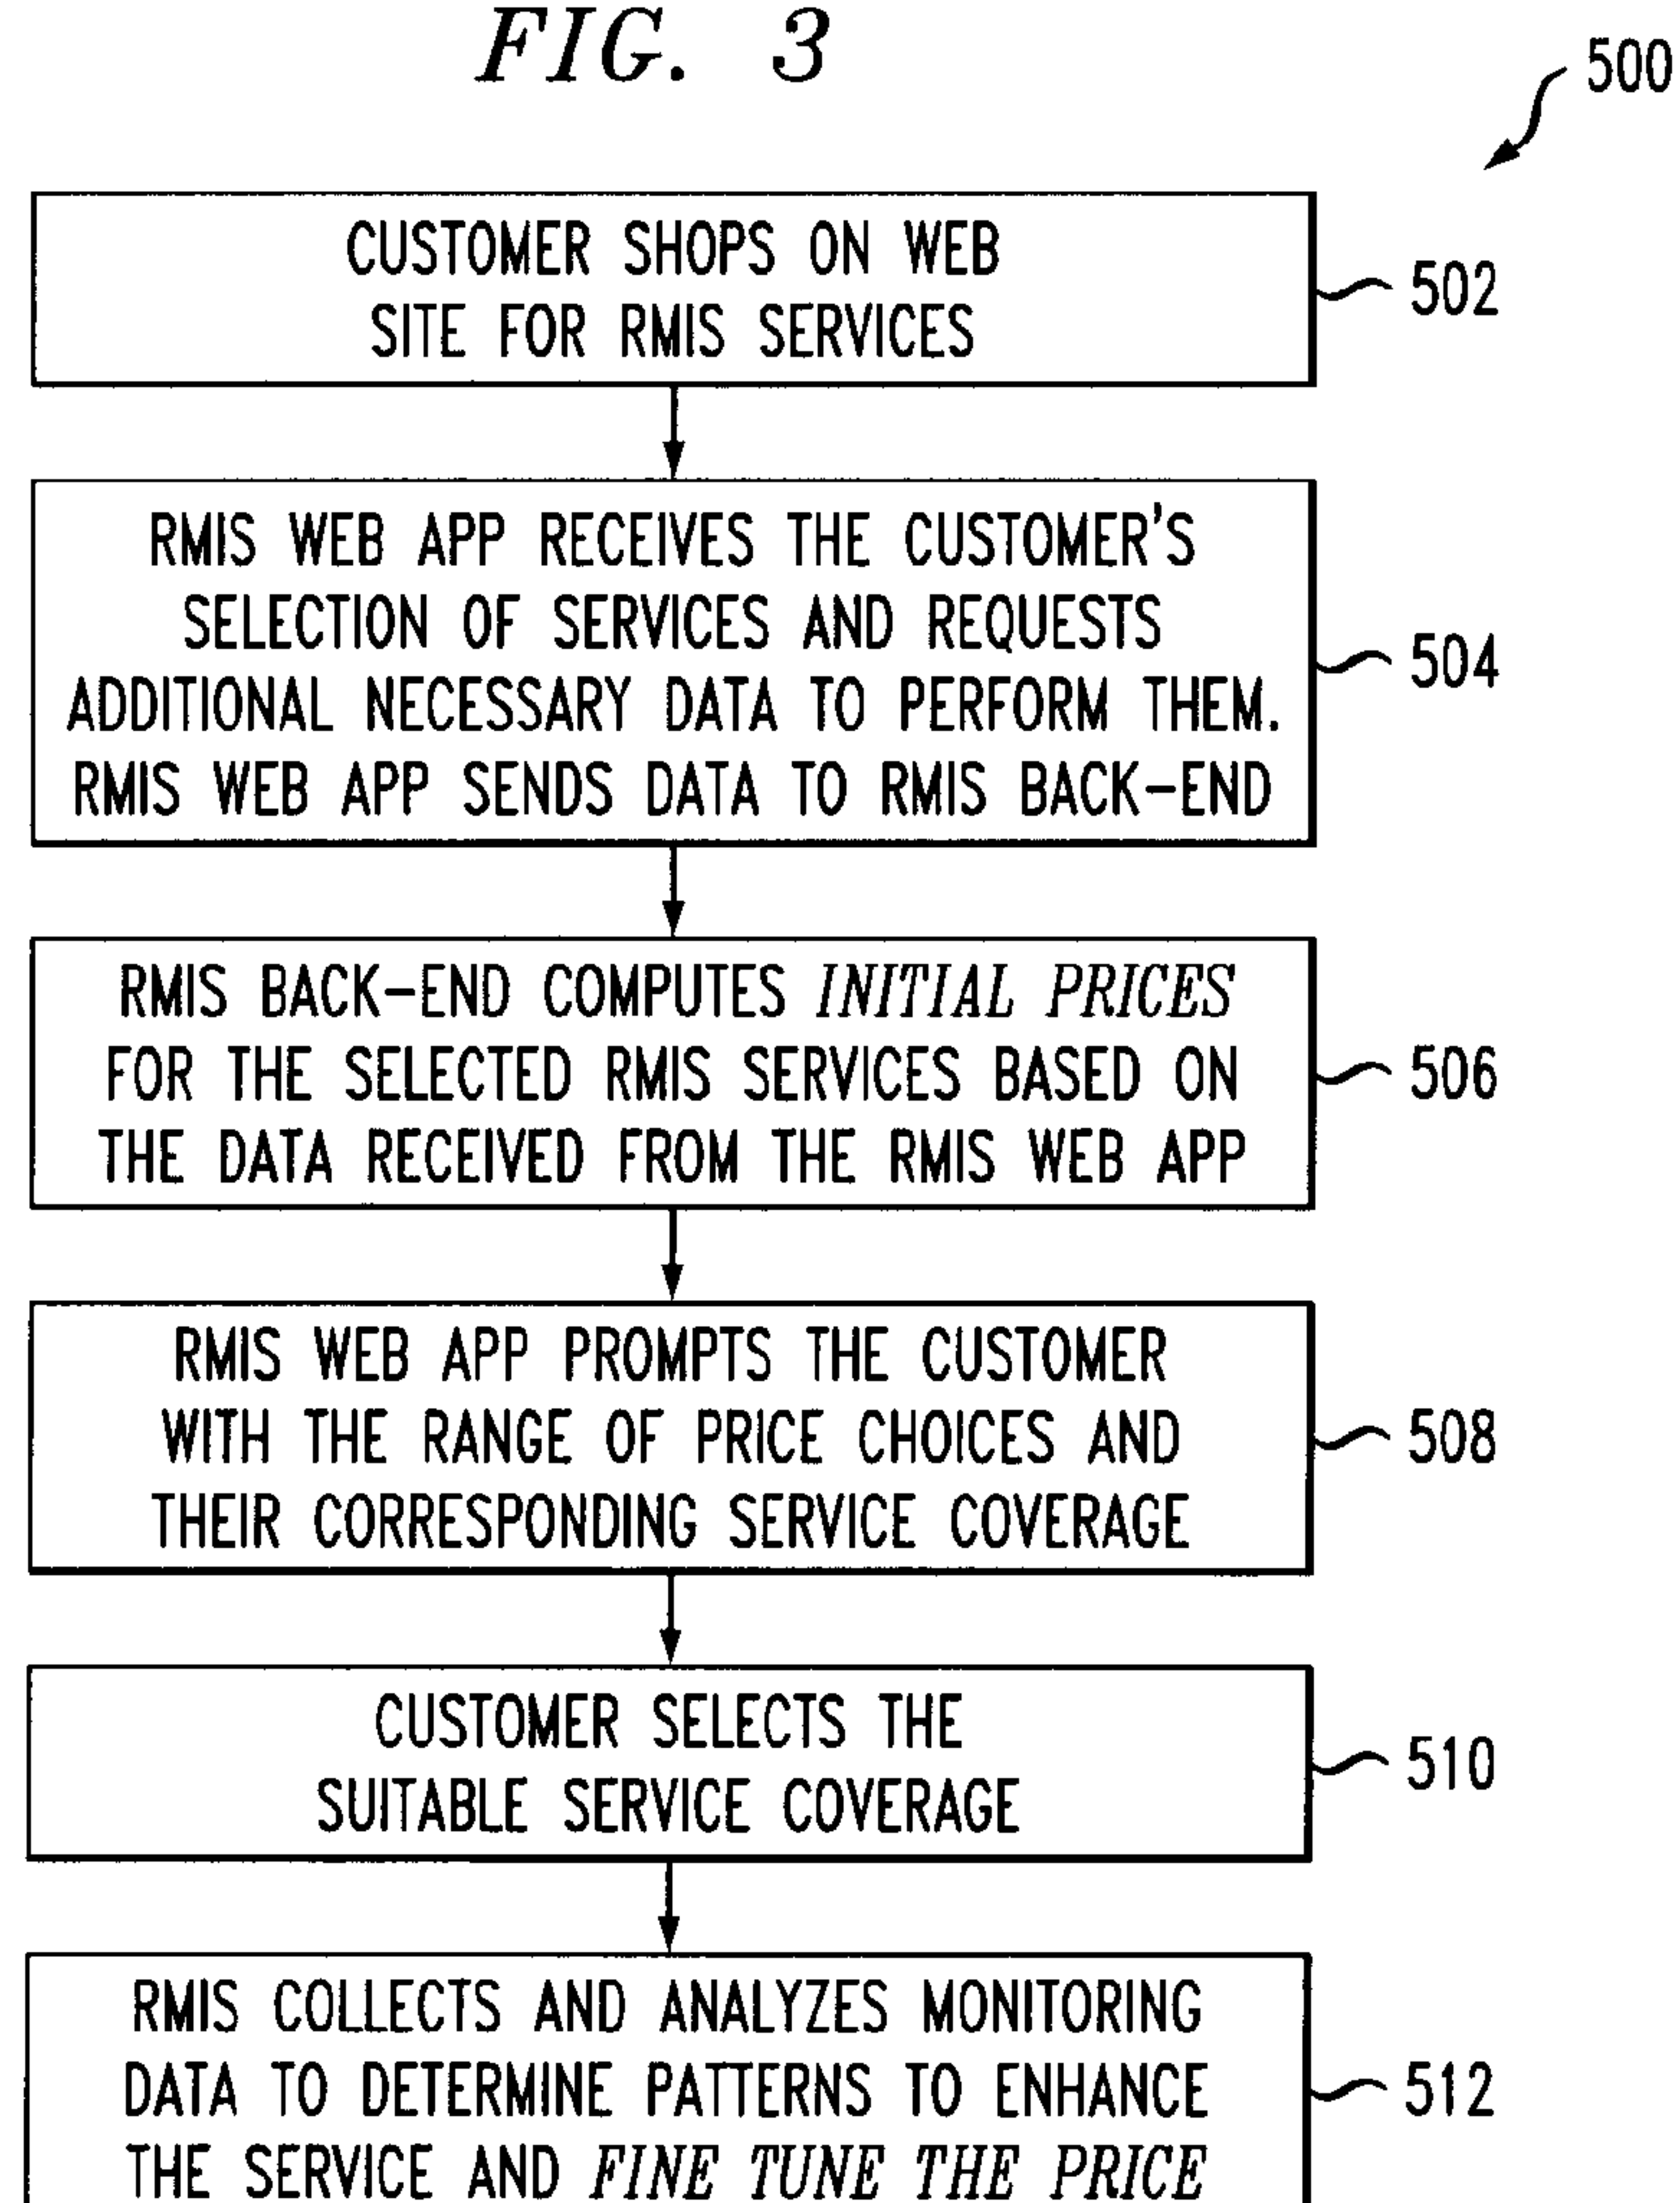 FIG. 3
500
CUSTOMER SHOPS ON WEB
SITE FOR RMIS SERVICES
502
RMIS WEB APP RECEIVES THE CUSTOMER'S
SELECTION OF SERVICES AND REQUESTS
ADDITIONAL NECESSARY DATA TO PERFORM THEM.
RMIS WEB APP SENDS DATA TO RMIS BACK-END
504
RMIS BACK-END COMPUTES INITIAL PRICES
FOR THE SELECTED RMIS SERVICES BASED ON
THE DATA RECEIVED FROM THE RMIS WEB APP
506
RMIS WEB APP PROMPTS THE CUSTOMER
WITH THE RANGE OF PRICE CHOICES AND
THEIR CORRESPONDING SERVICE COVERAGE
508
CUSTOMER SELECTS THE
SUITABLE SERVICE COVERAGE
510
RMIS COLLECTS AND ANALYZES MONITORING
DATA TO DETERMINE PATTERNS TO ENHANCE
THE SERVICE AND FINE TUNE THE PRICE
512